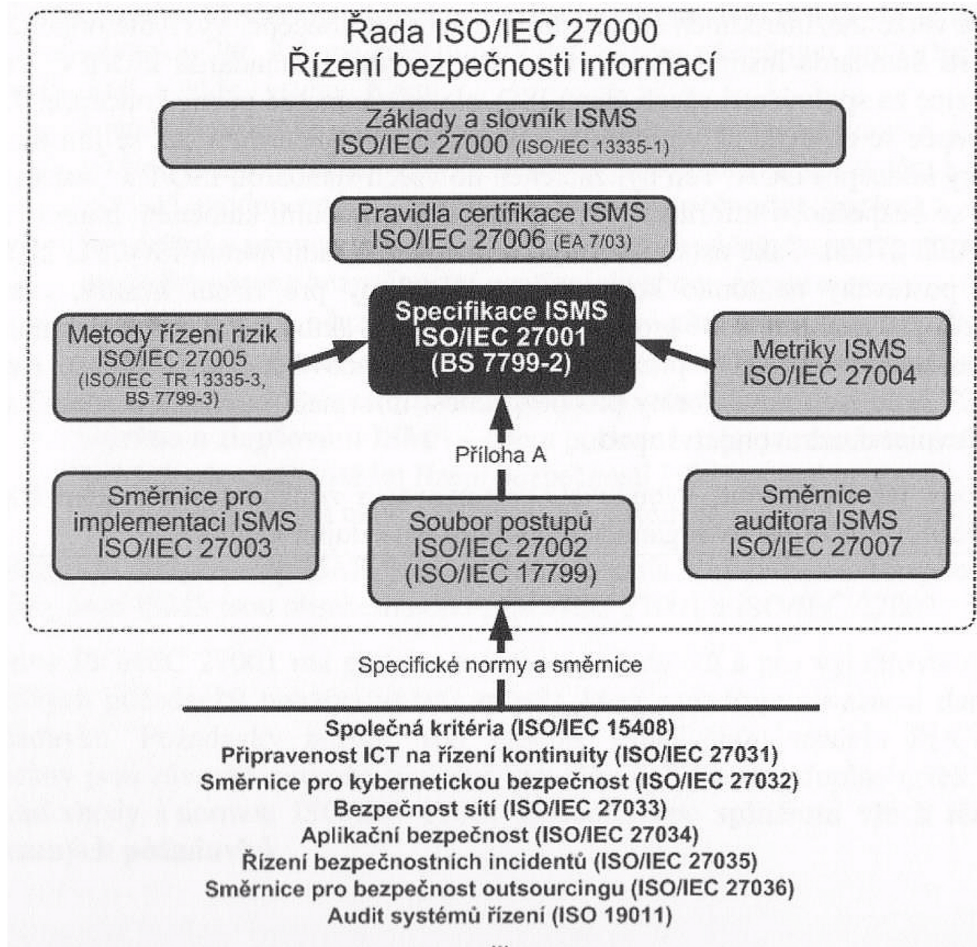 Řada ISO/IEC 27000
Řízení bezpečnosti informací
Základy a slovník ISMS
ISO/IEC 27000 (ISO/IEC 13335-1)
Pravidla certifikace ISMS
ISO/IEC 27006 (EA 7/03)
Metody řízení rizik
ISO/IEC 27005
(ISO/IEC TR 13335-3,
BS 7799-3)
Specifikace ISMS
ISO/IEC 27001
(BS 7799-2)
Metriky ISMS
ISO/IEC 27004
Příloha A
Směrnice pro
implementaci ISMS
ISO/IEC 27003
Soubor postupů
ISO/IEC 27002
(ISO/IEC 17799)
Směrnice
auditora ISMS
ISO/IEC 27007
Specifické normy a směrnice
Společná kritéria (ISO/IEC 15408)
Připravenost ICT na řízení kontinuity (ISO/IEC 27031)
Směrnice pro kybernetickou bezpečnost (ISO/IEC 27032)
Bezpečnost sítí (ISO/IEC 27033)
Aplikační bezpečnost (ISO/IEC 27034)
Řízení bezpečnostních incidentů (ISO/IEC 27035)
Směrnice pro bezpečnost outsourcingu (ISO/IEC 27036)
Audit systémů řízení (ISO 19011)
...